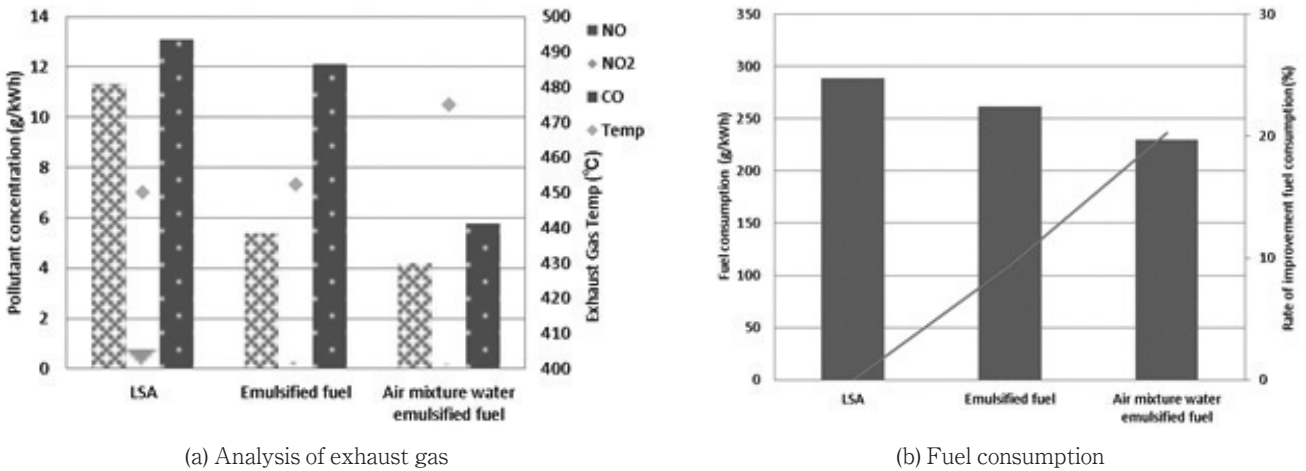 Pollutant concentration (g/kWh)
14
12
10
8
6
4
2
0
500
490
480
470
460
450
440
430
420
410
400
Exhaust Gas Temp (℃)
NO
NO2
CO
Temp
LSA
Emulsified fuel
Air mixture water
emulsified fuel
(a) Analysis of exhaust gas
Fuel consumption (g/kWh)
350
300
250
200
150
100
50
0
30
20
10
0
Rate of improvement fuel consumption (%)
LSA
Emulsified fuel
Air mixture water
emulsified fuel
(b) Fuel consumption